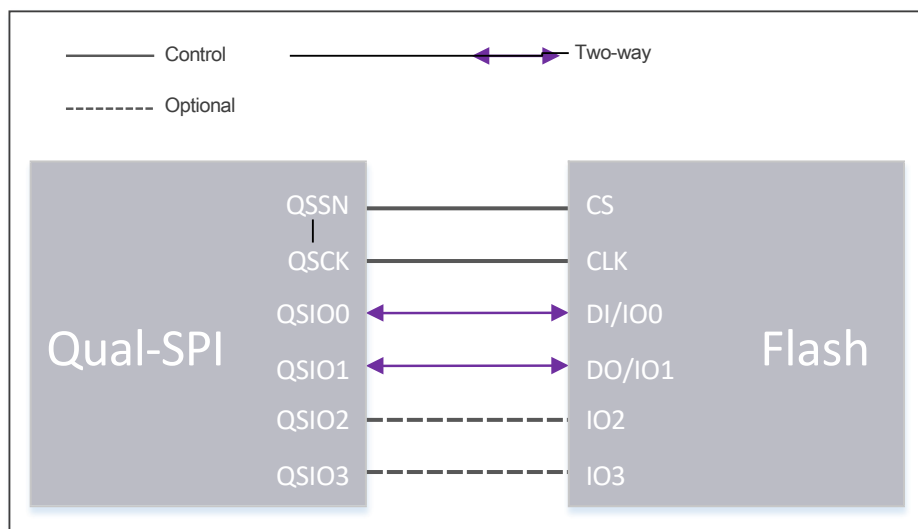 Control
Two-way
Optional
QSSN
CS
QSCK
CLK
QSIO0
DI/IO0
Qual-SPI
Flash
QSIO1
DO/IO1
QSIO2
IO2
QSIO3
IO3